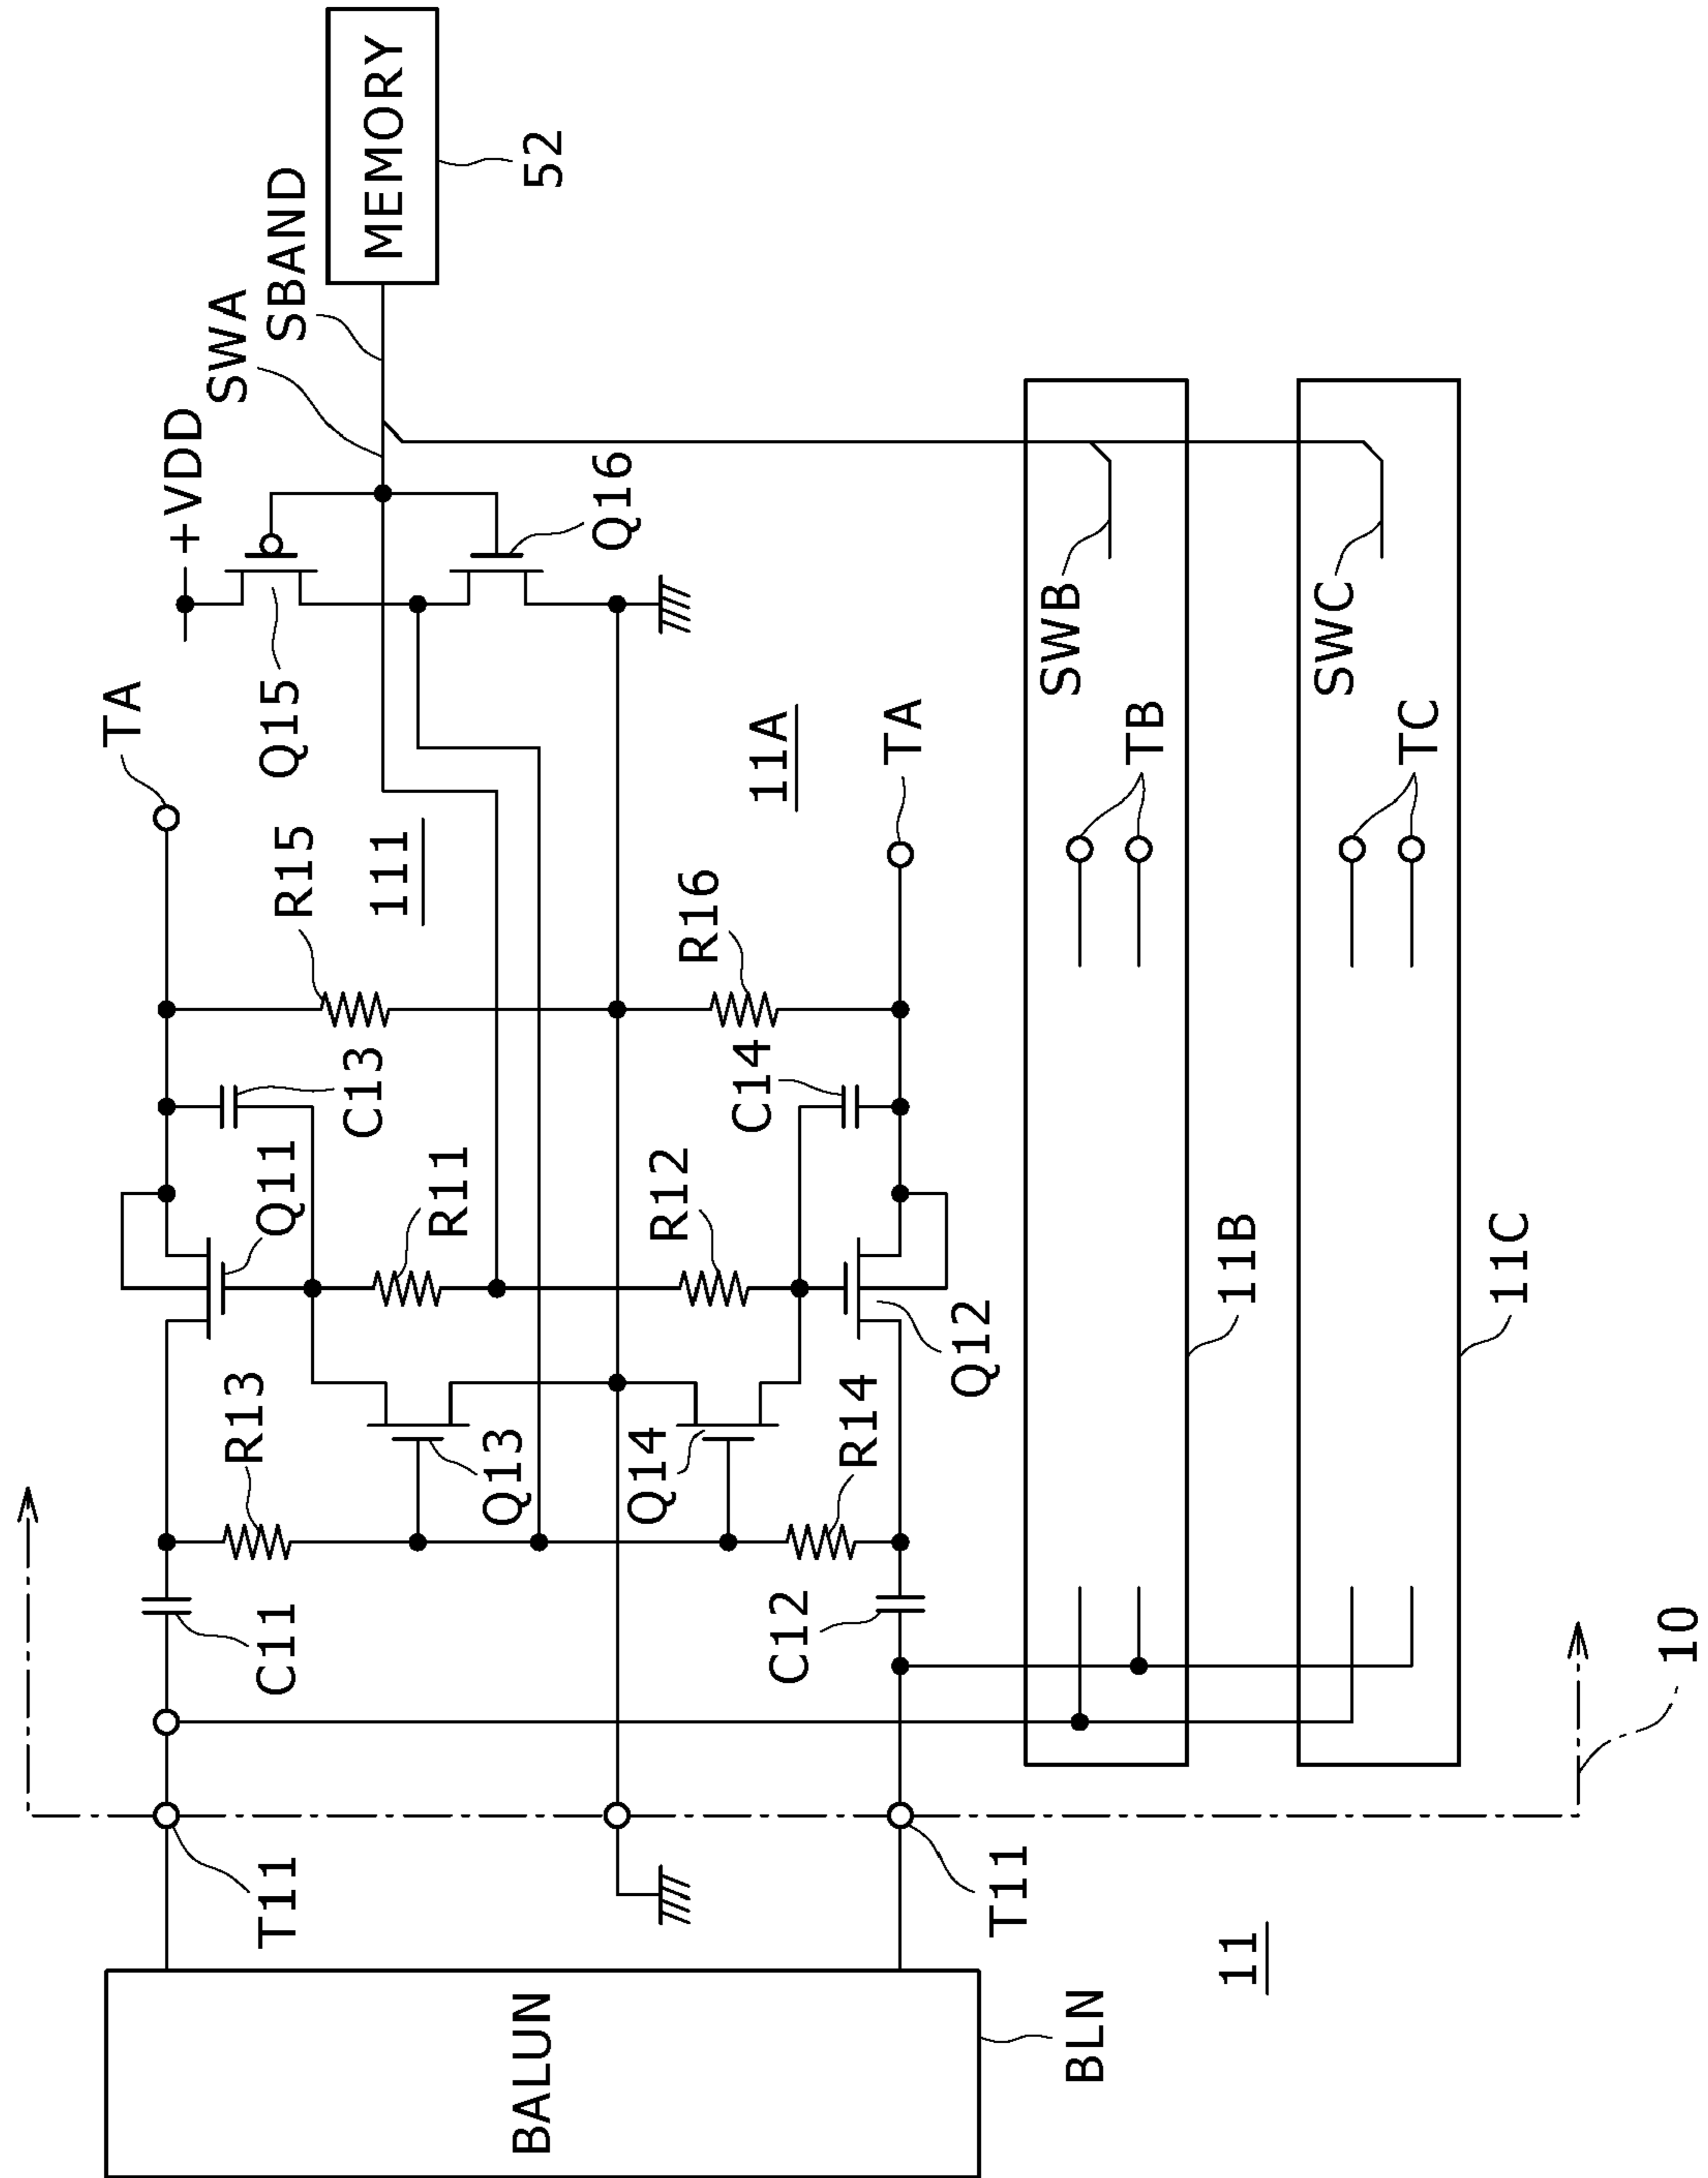 BALUN
BLN
T11
T11
11
10
C11
C12
R13
R14
Q13
Q14
Q11
Q12
R11
R12
C13
C14
R15
R16
111
11A
TA
TA
Q15
+VDD
Q16
SWA
SBAND
MEMORY
52
11B
TB
SWB
11C
TC
SWC